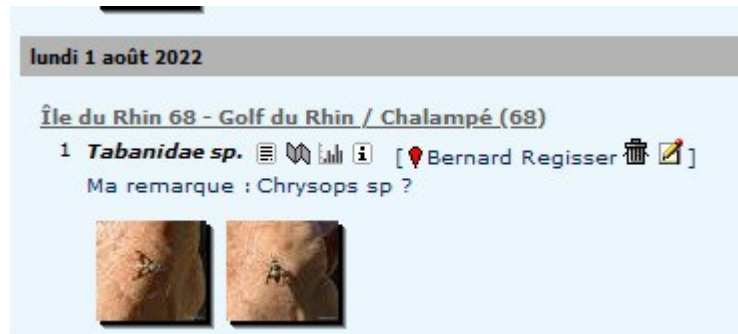 lundi 1 août 2022
Île du Rhin 68 - Golf du Rhin / Chalampé (68)
1 Tabanidae sp. [ Bernard Regisser ]
Ma remarque : Chrysops sp ?